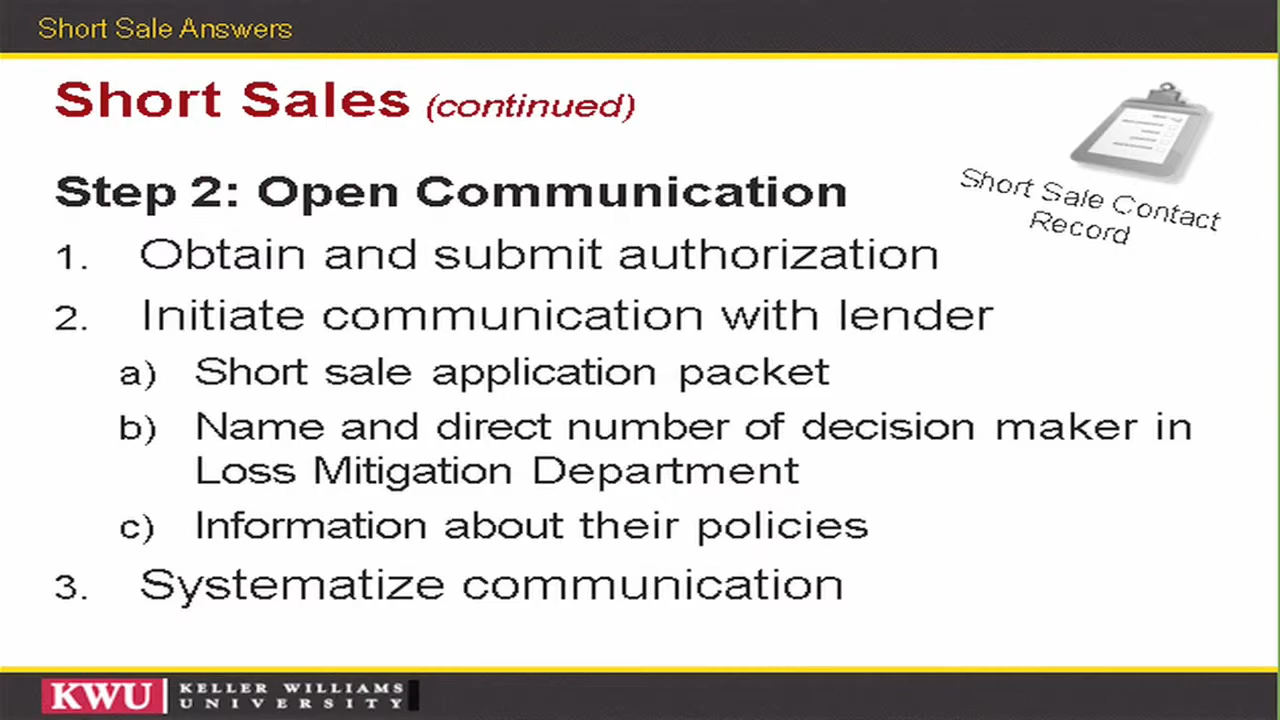 Short Sale Answers
Short Sales (continued)
Short Sale Contact
Record
Step 2: Open Communication
1. Obtain and submit authorization
2. Initiate communication with lender
a) Short sale application packet
b) Name and direct number of decision maker in
Loss Mitigation Department
c) Information about their policies
3. Systematize communication
KWU KELLER WILLIAMS
UNIVERSITY